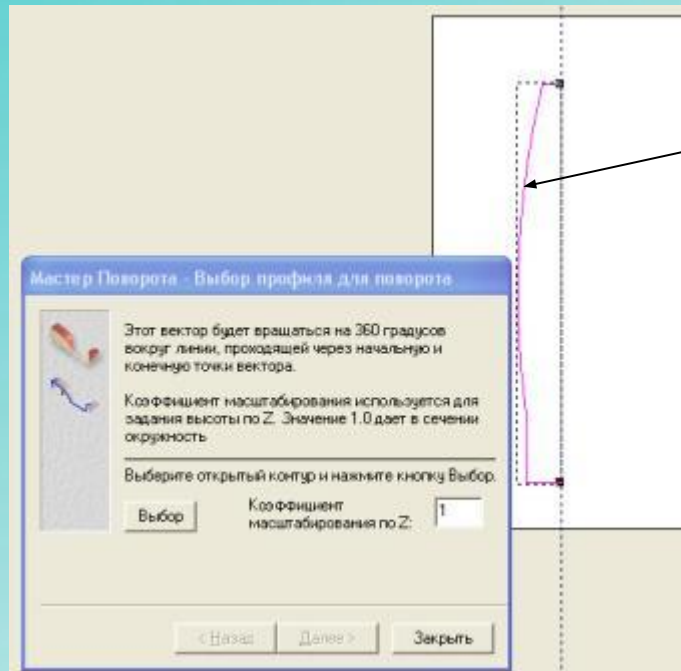 Мастер Поворота - Выбор профиля для поворота
Этот вектор будет вращаться на 360 градусов
вокруг линии, проходящей через начальную и
конечную точки вектора.
Коэффициент масштабирования используется для
задания высоты по Z. Значение 1.0 дает в сечении
окружность
Выберите открытый контур и нажмите кнопку Выбор.
Выбор
Коэффициент
масштабирования по Z:
1
< Назад
Далее >
Закрыть